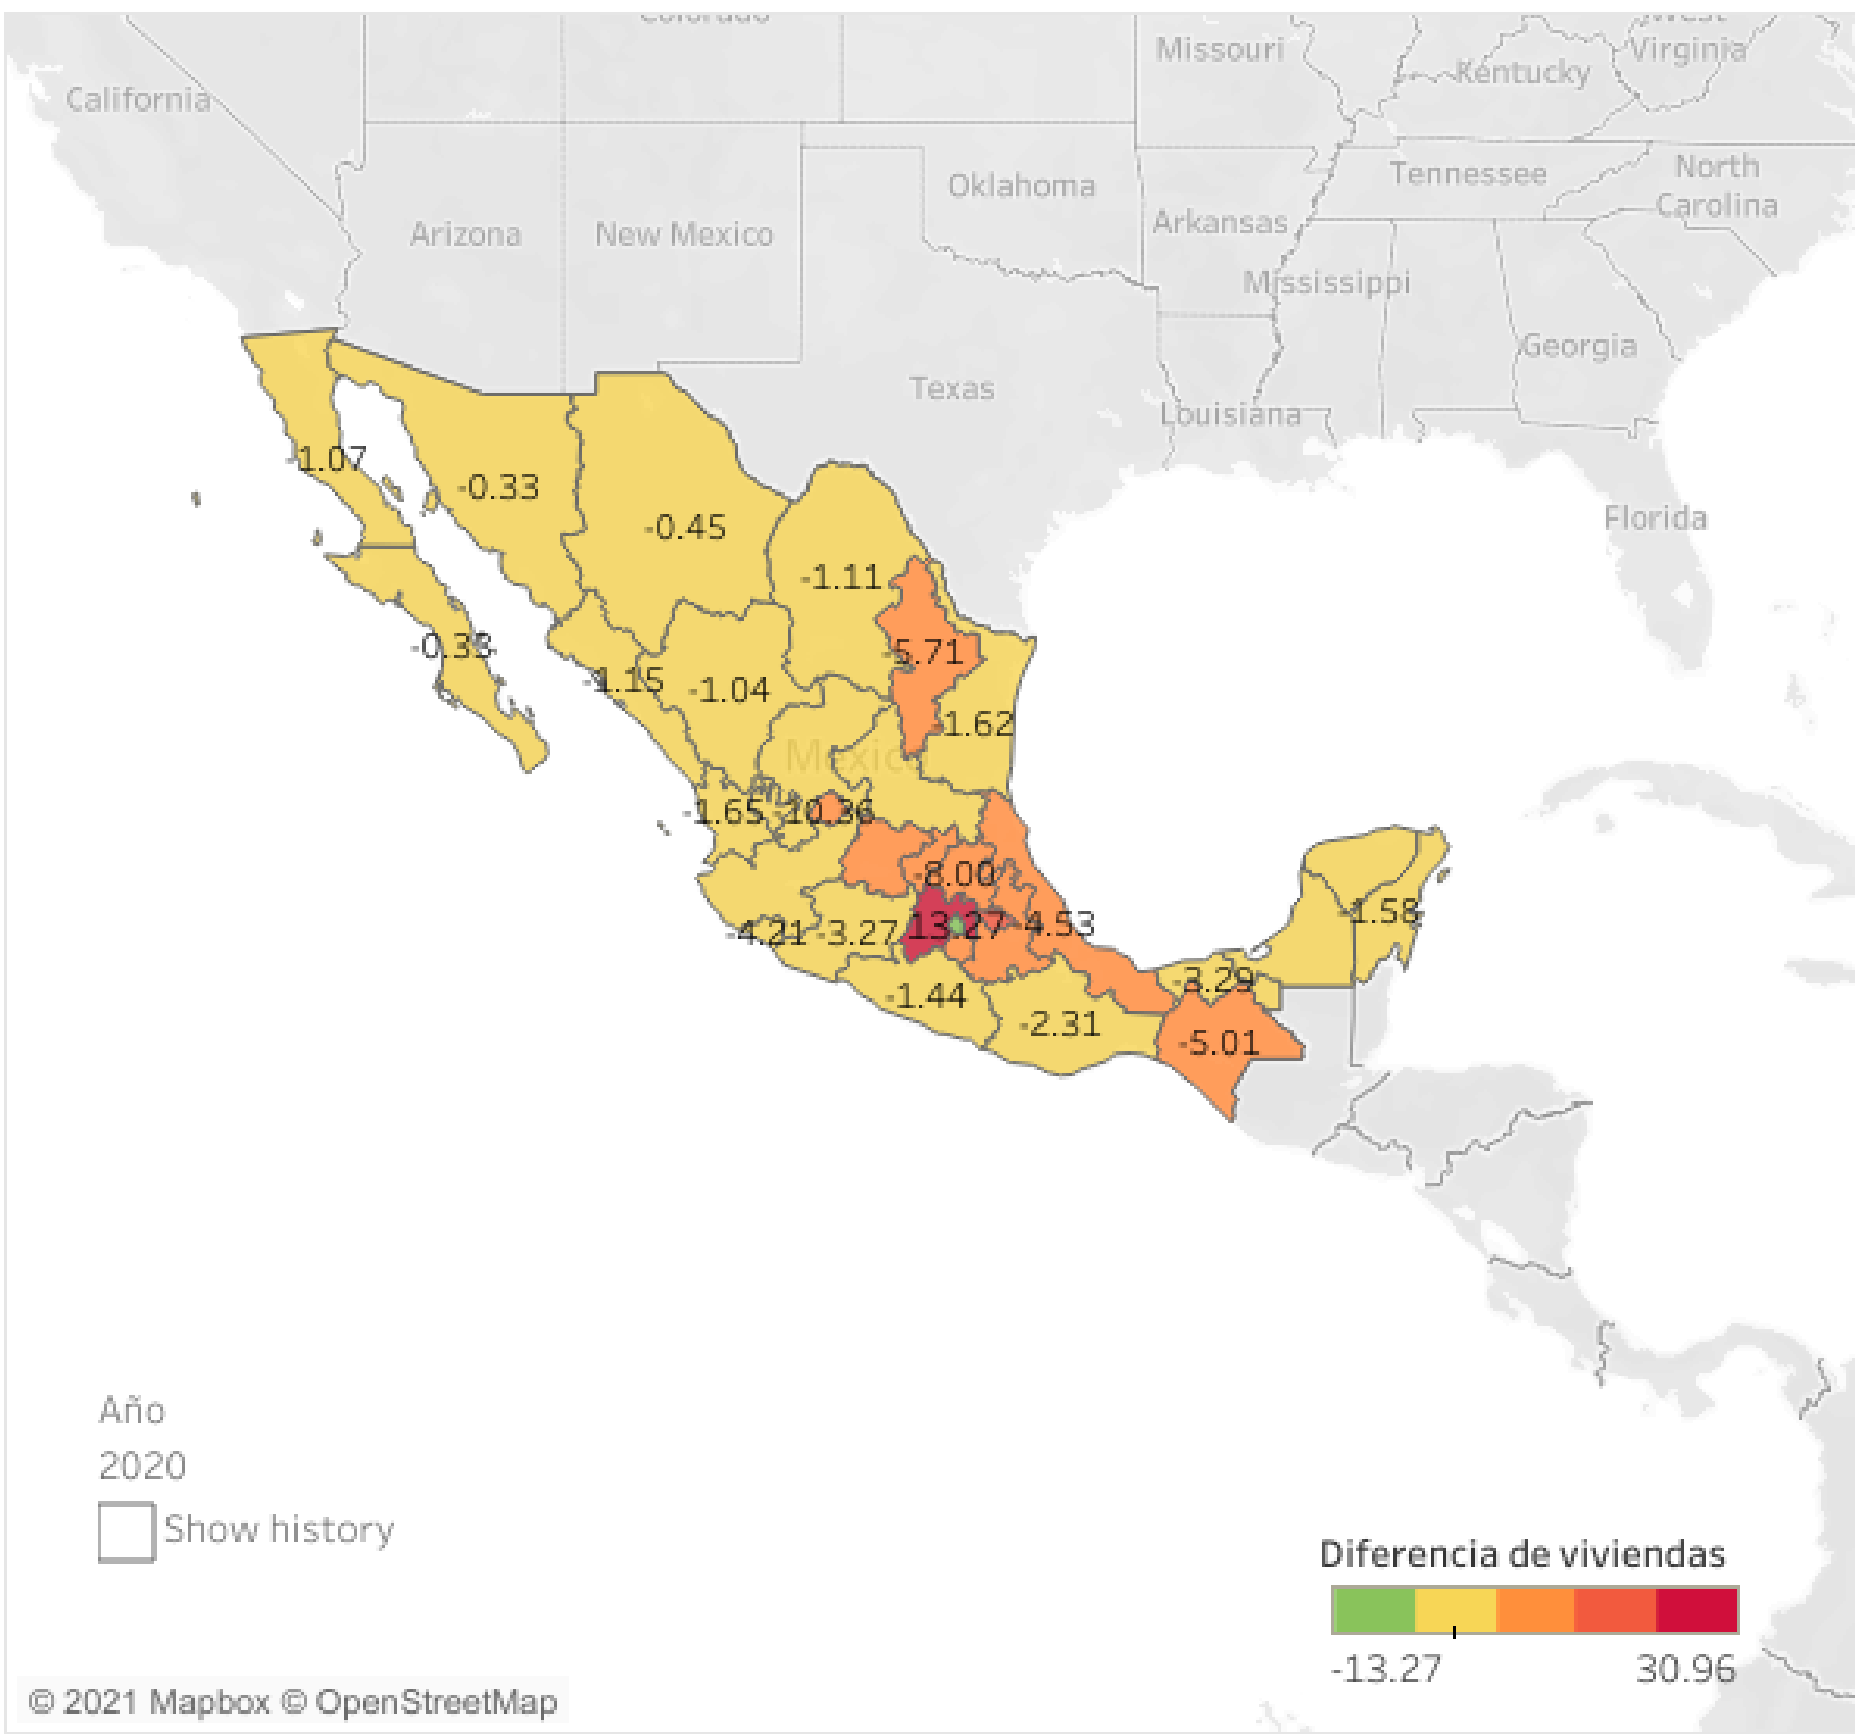 Missouri
West
Virginia
Kentucky
California
Tennessee
North
Carolina
Oklahoma
Arkansas
Arizona
New Mexico
Mississippi
Georgia
Texas
Louisiana
Florida
1.07
-0.33
-0.45
-1.11
-0.33
-1.15
-1.04
-5.71
1.62
Mexico
-1.65
-10.36
-8.00
-4.21
-3.27
13.27
-4.53
-1.58
-1.44
-2.31
-3.29
-5.01
Año
2020
Show history
Diferencia de viviendas
-13.27
30.96
© 2021 Mapbox © OpenStreetMap